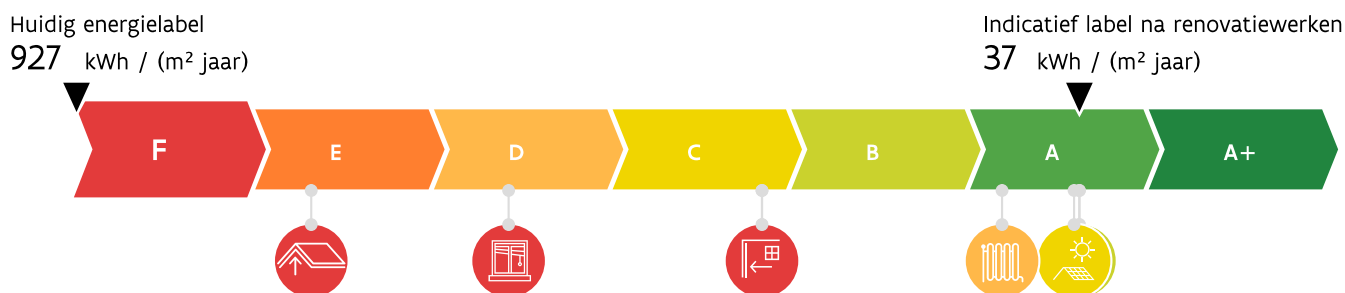 Huidig energielabel
927 kWh / (m² jaar)
Indicatief label na renovatiewerken
37 kWh / (m² jaar)
F E D C B A A+